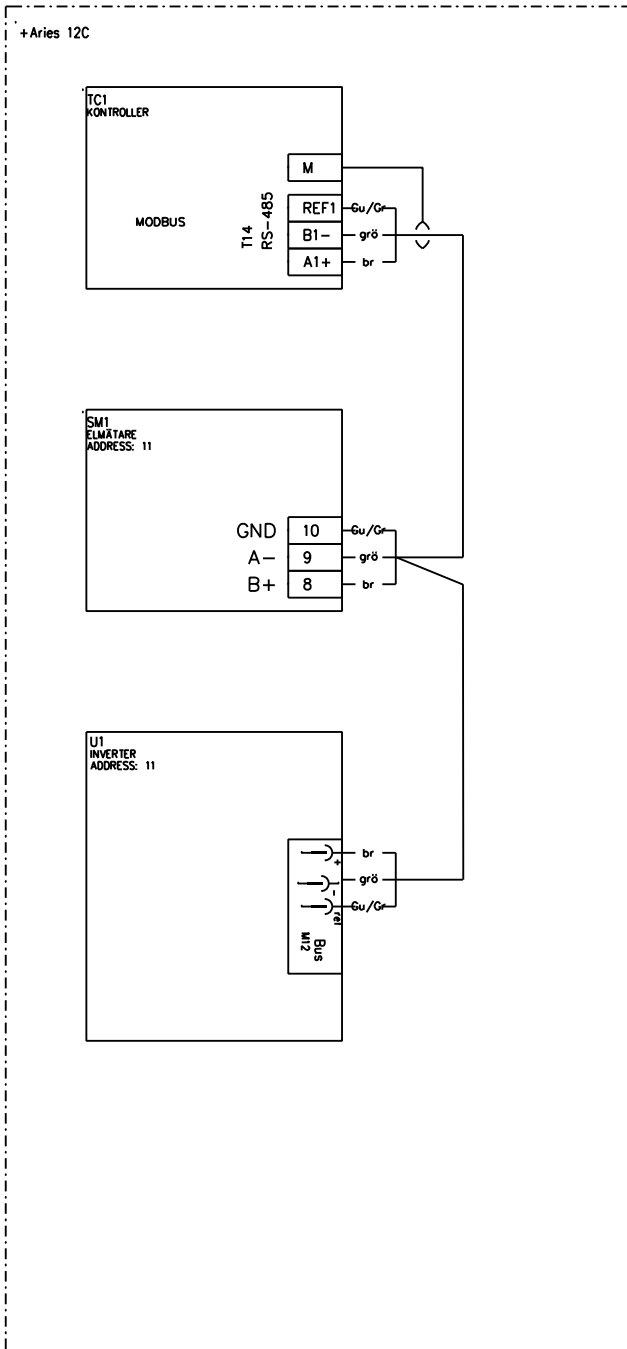 +Aries 12C
TC1
KONTROLLER
MODBUS
T14
RS-485
M
REF1 Gu/Gr
B1- grö
A1+ br
SM1
ELMÄTARE
ADDRESS: 11
GND 10 Gu/Gr
A- 9 grö
B+ 8 br
U1
INVERTER
ADDRESS: 11
+ br
- grö
ref Gu/Gr
Bus
M12